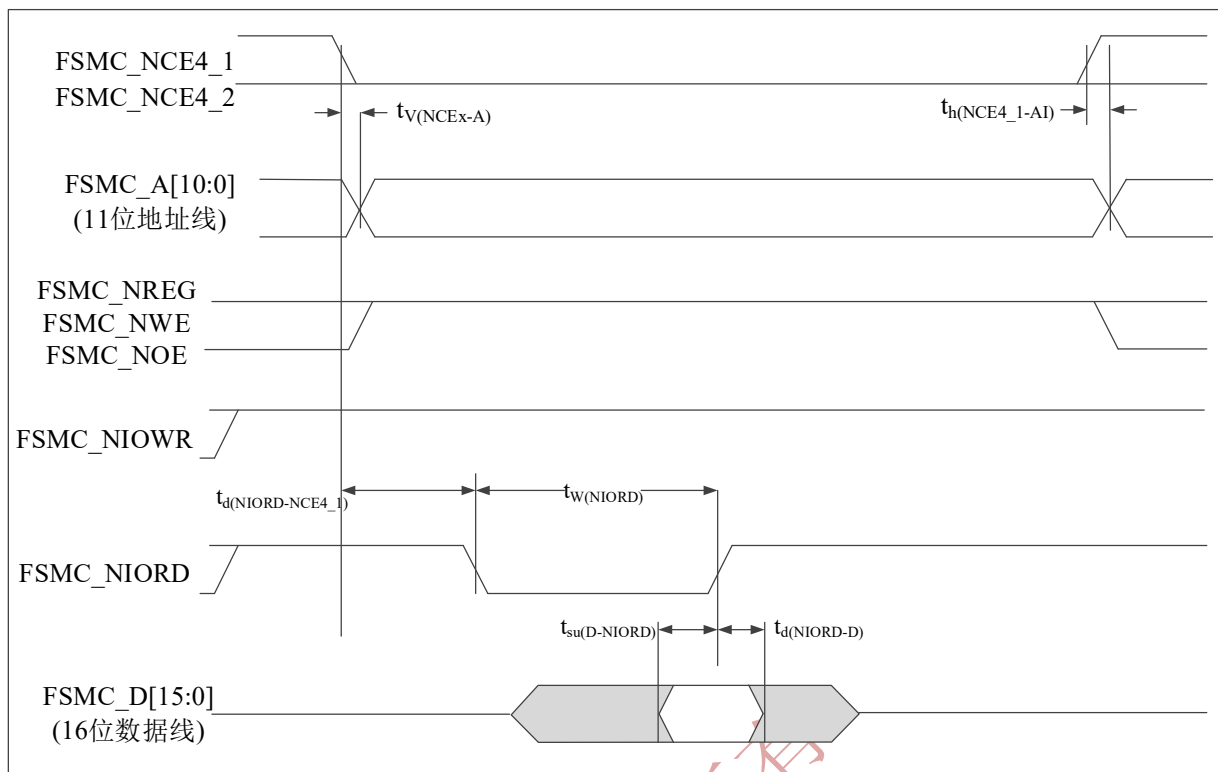 FSMC_NCE4_1
FSMC_NCE4_2
tV(NCEx-A)
th(NCE4_1-AI)
FSMC_A[10:0]
(11位地址线)
FSMC_NREG
FSMC_NWE
FSMC_NOE
FSMC_NIOWR
td(NIORD-NCE4_1)
tW(NIORD)
FSMC_NIORD
tsu(D-NIORD)
td(NIORD-D)
FSMC_D[15:0]
(16位数据线)
有